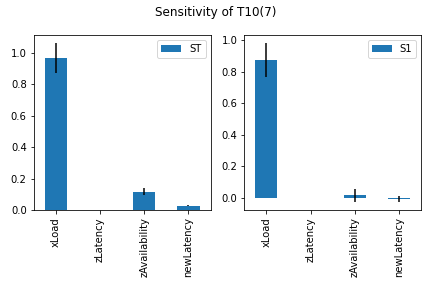 Sensitivity of T10(7)
ST
1.0
0.8
0.6
0.4
0.2
0.0
xLoad
zLatency
zAvailability
newLatency
S1
1.0
0.8
0.6
0.4
0.2
0.0
xLoad
zLatency
zAvailability
newLatency